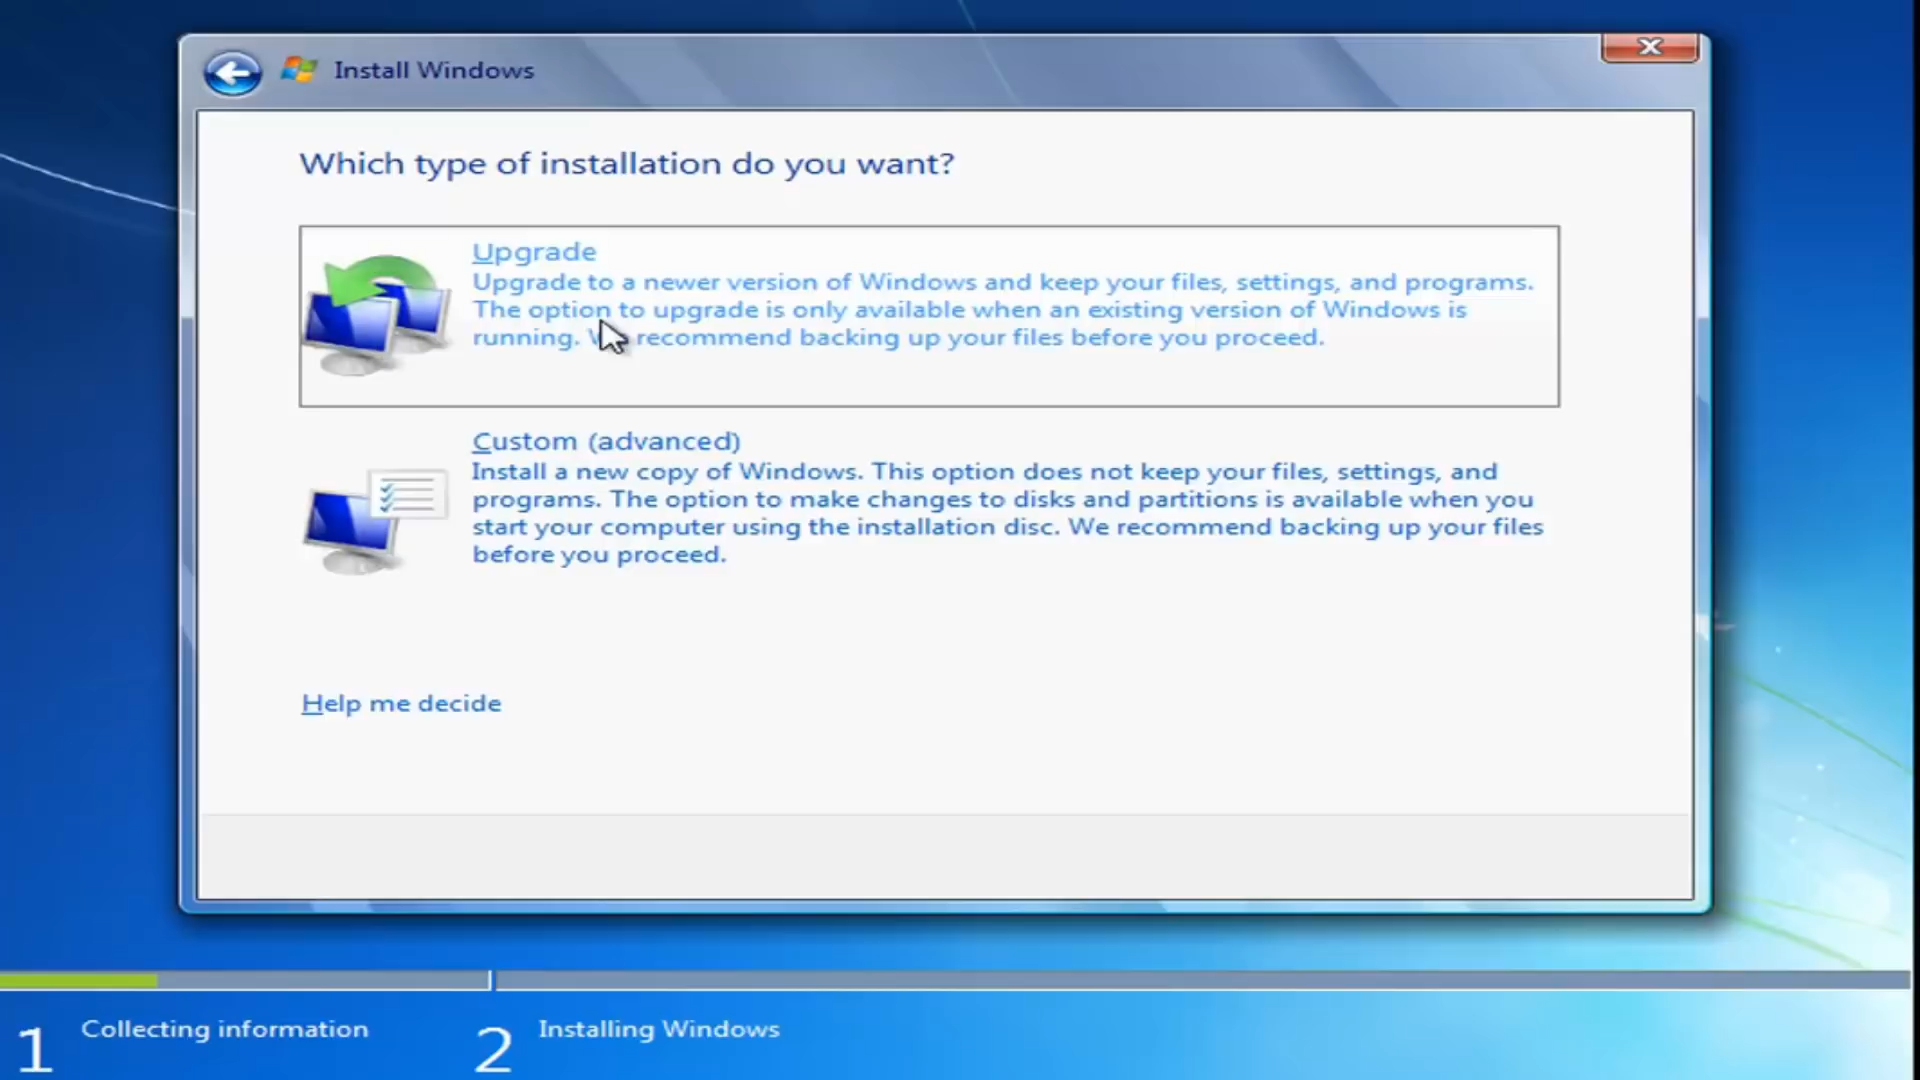 Install Windows
Which type of installation do you want?
Upgrade
Upgrade to a newer version of Windows and keep your files, settings, and programs.
The option to upgrade is only available when an existing version of Windows is
running. recommend backing up your files before you proceed.
Custom (advanced)
Install a new copy of Windows. This option does not keep your files, settings, and
programs. The option to make changes to disks and partitions is available when you
start your computer using the installation disc. We recommend backing up your files
before you proceed.
Help me decide
1 Collecting information
2 Installing Windows